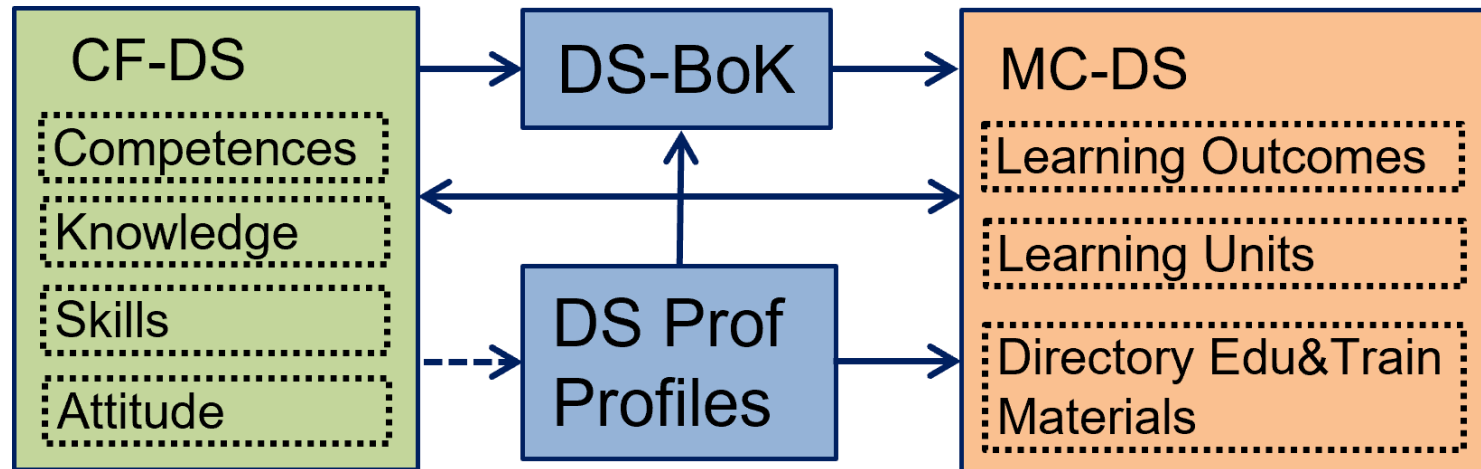 CF-DS
Competences
Knowledge
Skills
Attitude
DS-BoK
DS Prof
Profiles
MC-DS
Learning Outcomes
Learning Units
Directory Edu&Train
Materials